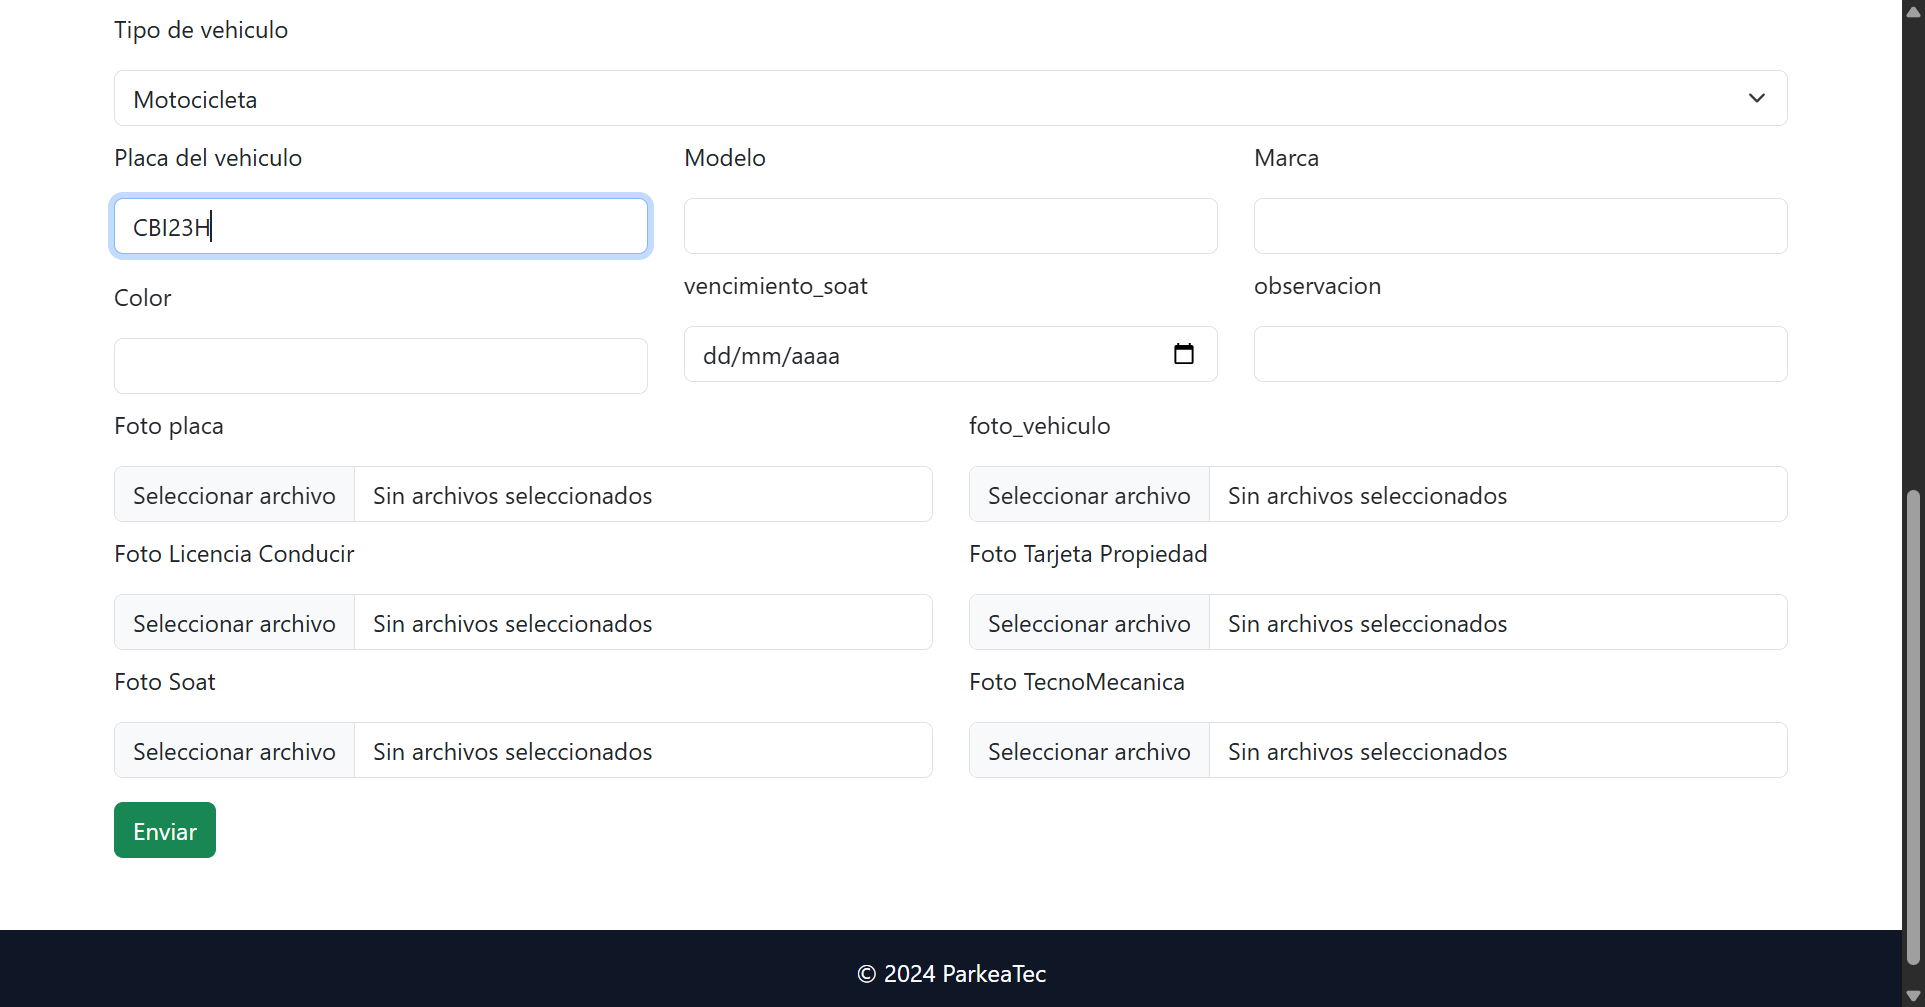 Tipo de vehiculo
Motocicleta
Placa del vehiculo
Modelo
Marca
CBI23H
Color
vencimiento_soat
observacion
dd/mm/aaaa
Foto placa
foto_vehiculo
Seleccionar archivo Sin archivos seleccionados
Seleccionar archivo Sin archivos seleccionados
Foto Licencia Conducir
Foto Tarjeta Propiedad
Seleccionar archivo Sin archivos seleccionados
Seleccionar archivo Sin archivos seleccionados
Foto Soat
Foto TecnoMecanica
Seleccionar archivo Sin archivos seleccionados
Seleccionar archivo Sin archivos seleccionados
Enviar
© 2024 ParkeaTec